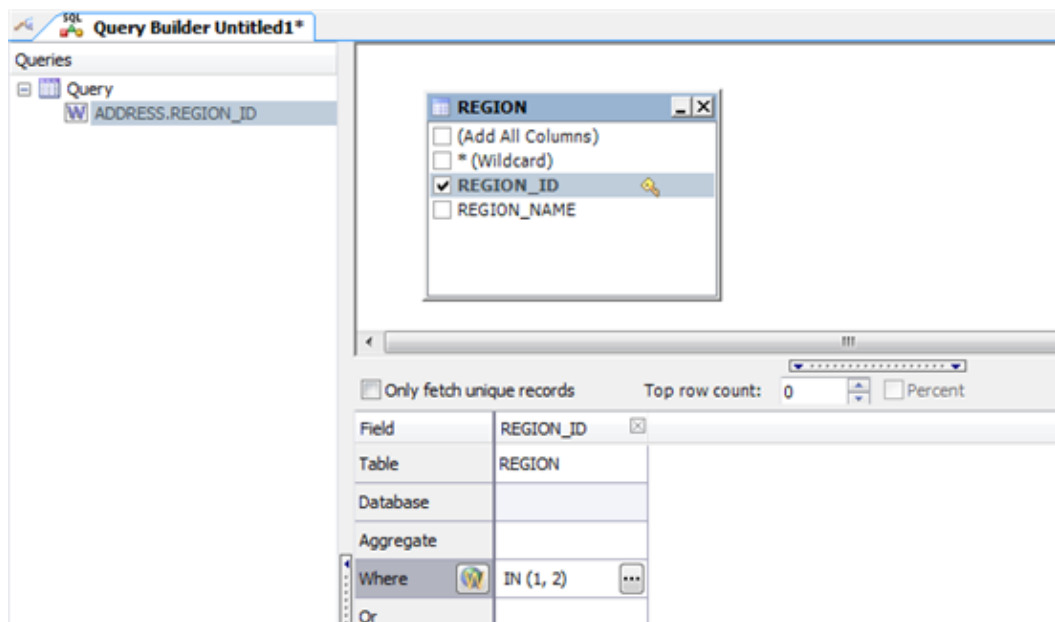 SQL
Query Builder Untitled1*
Queries
Query
W ADDRESS.REGION_ID
REGION
(Add All Columns)
* (Wildcard)
REGION_ID
REGION_NAME
Only fetch unique records Top row count: 0 Percent
Field REGION_ID
Table REGION
Database
Aggregate
Where IN (1, 2) ...
Or